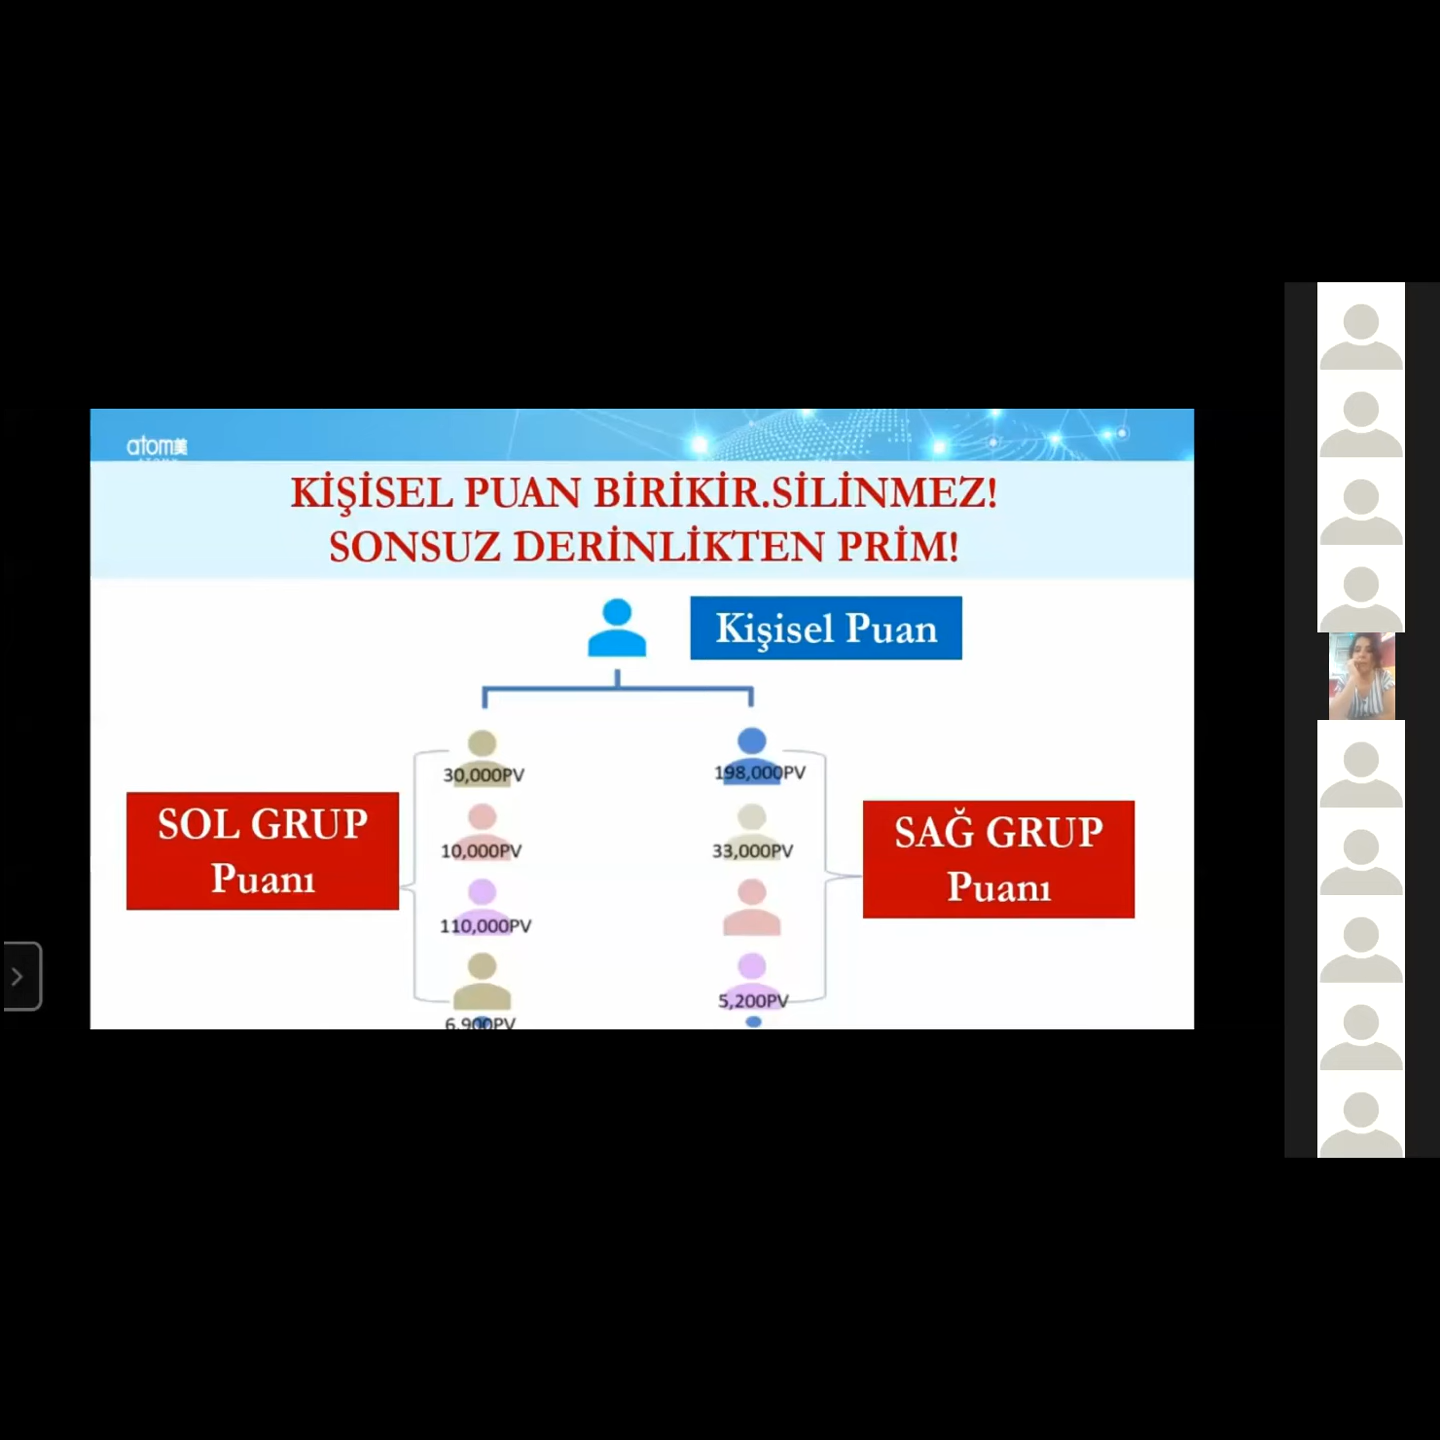 atom美
KİŞİSEL PUAN BİRİKİR.SİLİNMEZ!
SONSUZ DERİNLİKTEN PRİM!
Kişisel Puan
30,000PV
198,000PV
SOL GRUP
Puanı
10,000PV
33,000PV
SAĞ GRUP
Puanı
110,000PV
5,200PV
6,900PV